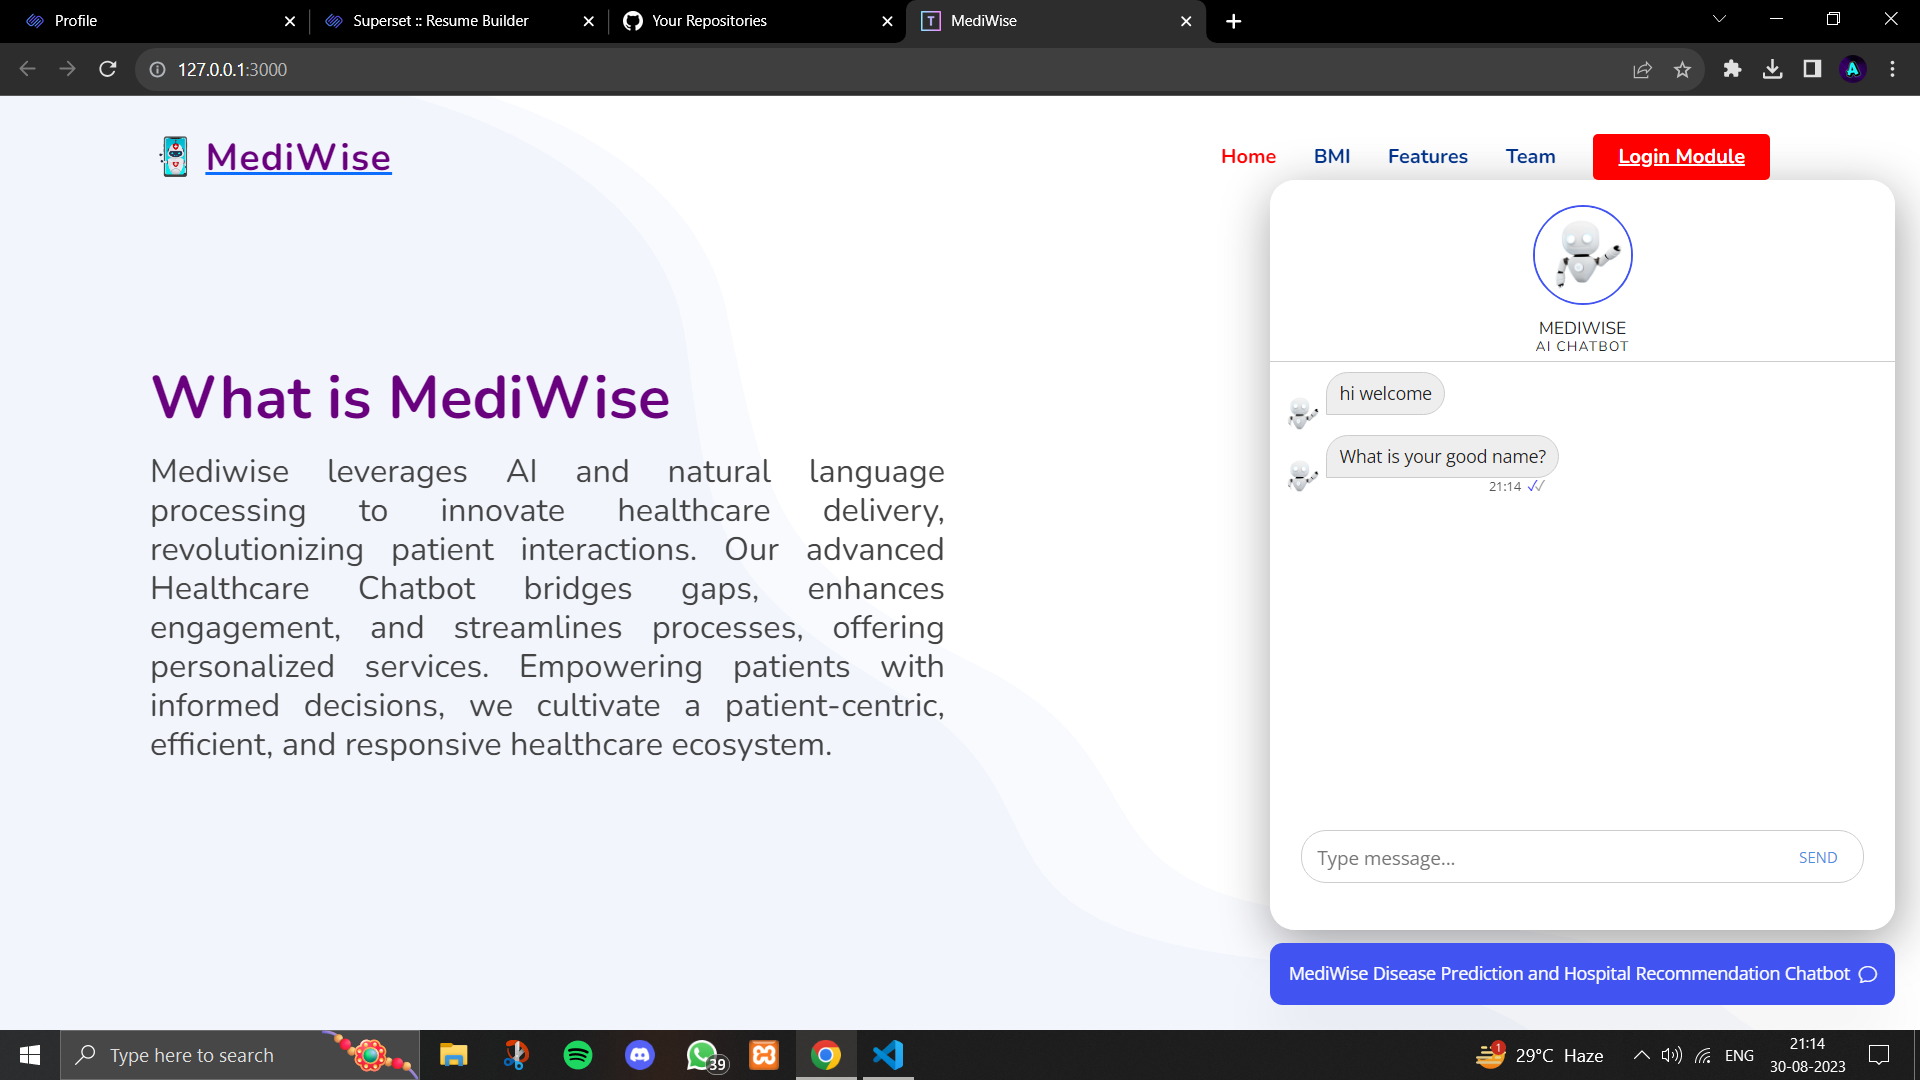 Profile
Superset :: Resume Builder
Your Repositories
MediWise
127.0.0.1:3000
A
MediWise
Home
BMI
Features
Team
Login Module
What is MediWise
Mediwise leverages AI and natural language
processing to innovate healthcare delivery,
revolutionizing patient interactions. Our advanced
Healthcare Chatbot bridges gaps, enhances
engagement, and streamlines processes, offering
personalized services. Empowering patients with
informed decisions, we cultivate a patient-centric,
efficient, and responsive healthcare ecosystem.
MEDIWISE
AI CHATBOT
hi welcome
What is your good name?
21:14
Type message...
SEND
MediWise Disease Prediction and Hospital Recommendation Chatbot
Type here to search
39
1
29°C Haze
ENG
21:14
30-08-2023